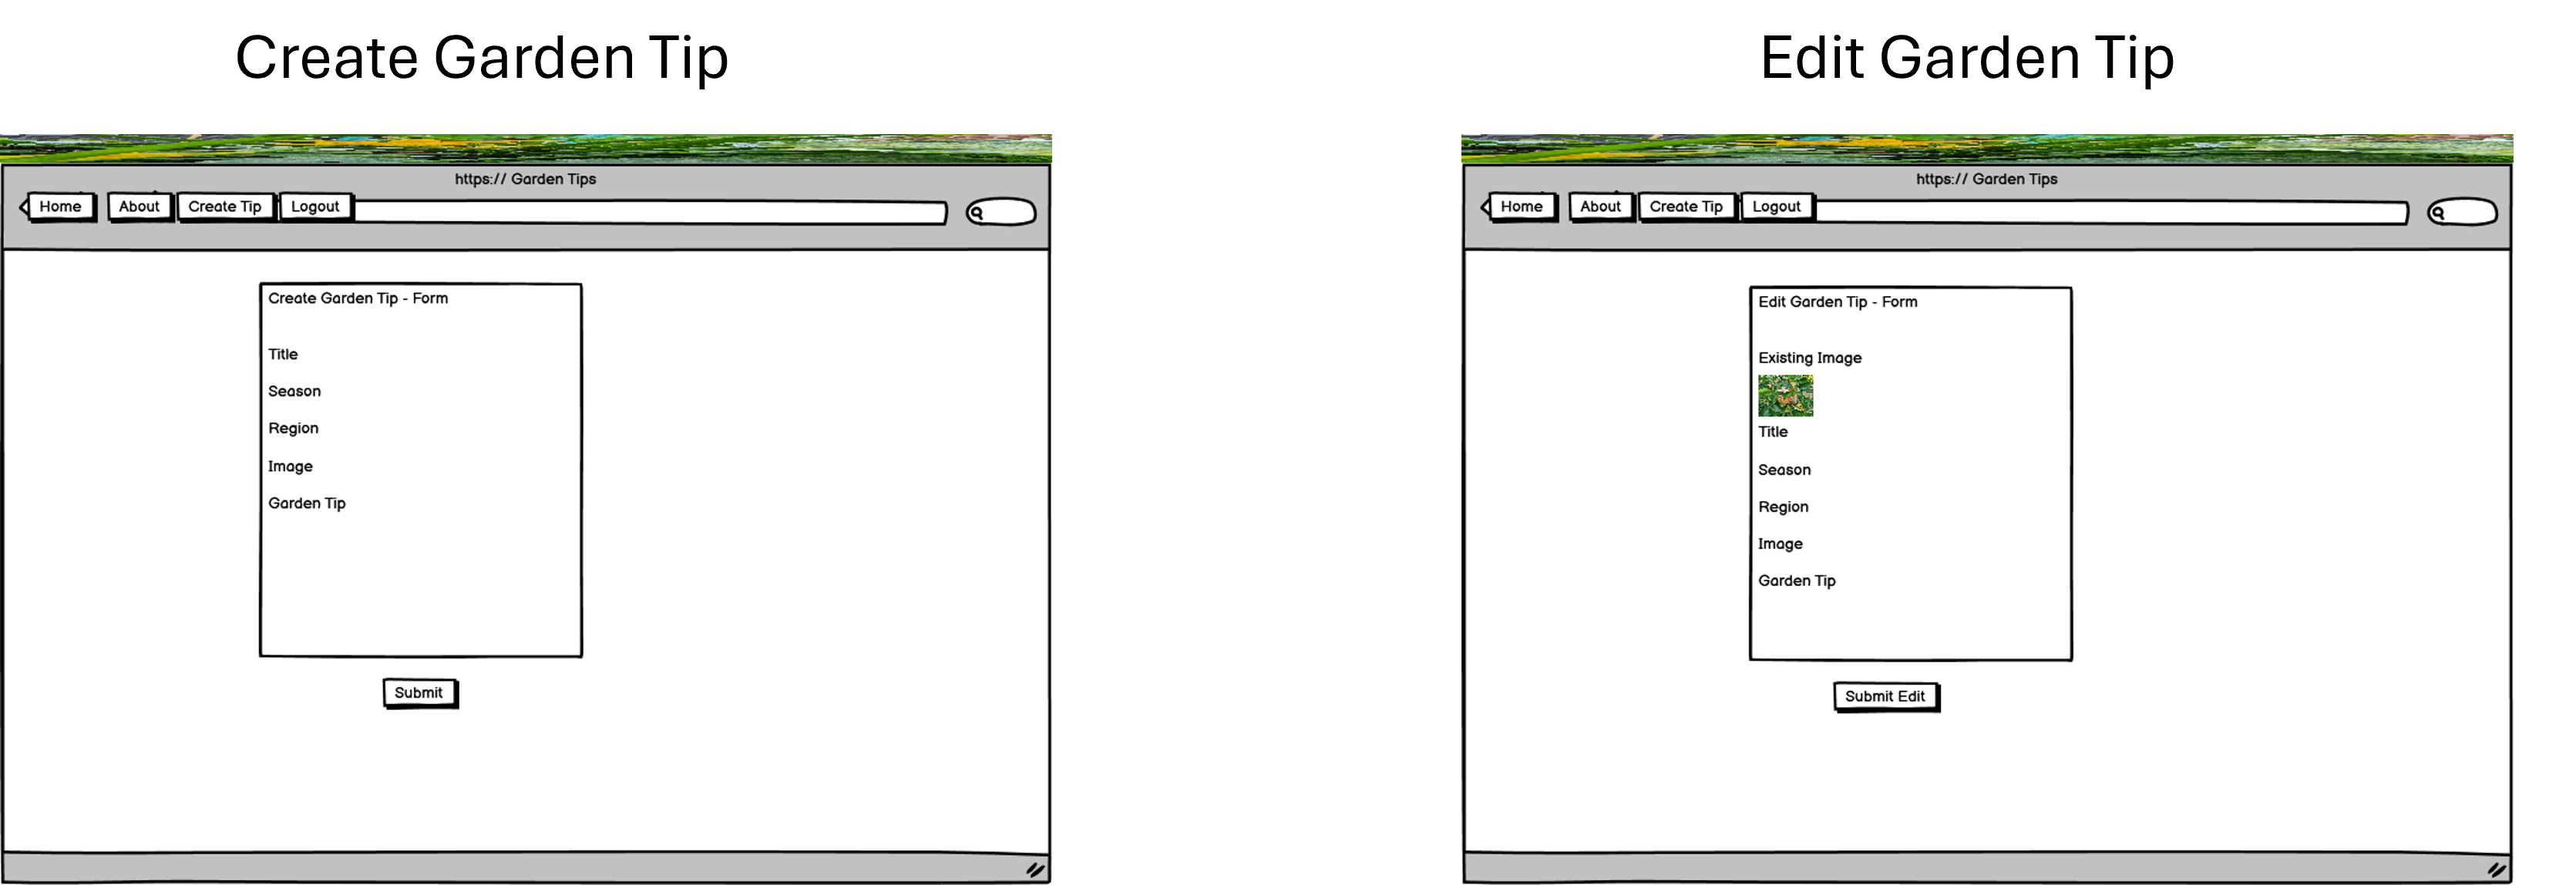 Create Garden Tip
https:// Garden Tips
Home About Create Tip Logout
Create Garden Tip - Form
Title
Season
Region
Image
Garden Tip
Submit
Edit Garden Tip
https:// Garden Tips
Home About Create Tip Logout
Edit Garden Tip - Form
Existing Image
Title
Season
Region
Image
Garden Tip
Submit Edit